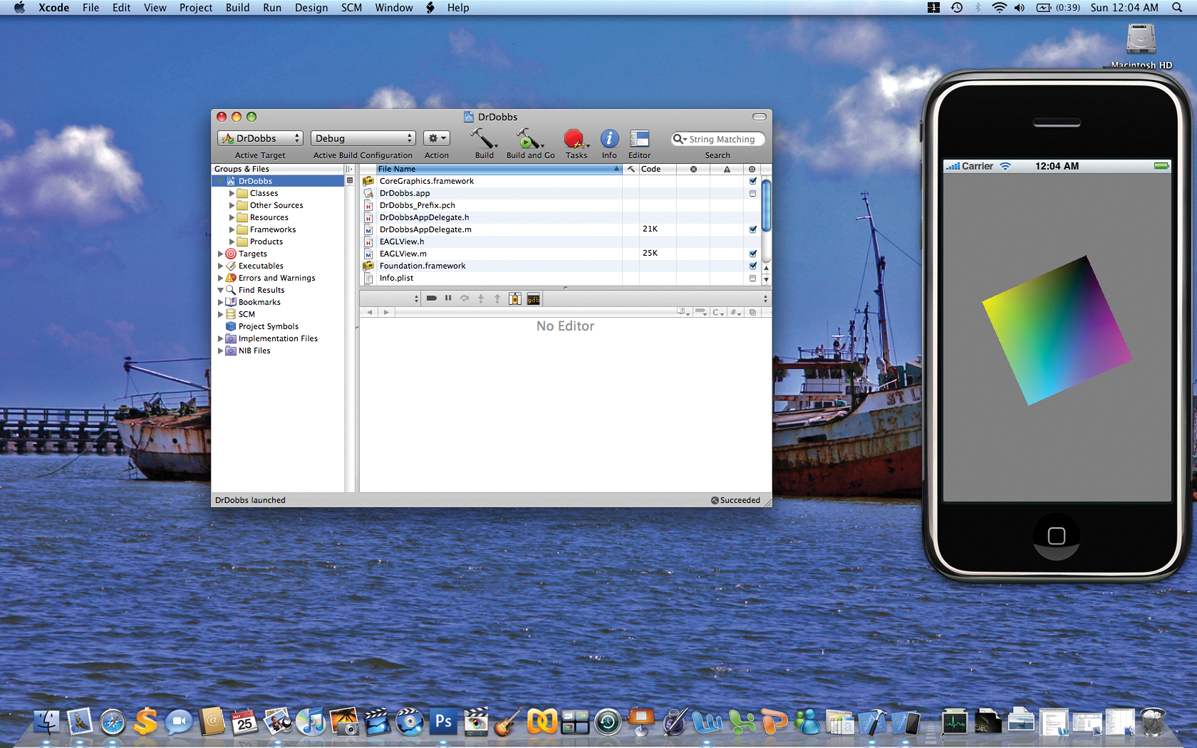 Xcode File Edit View Project Build Run Design SCM Window Help
1 (0:39) Sun 12:04 AM
Macintosh HD
DrDobbs
DrDobbs Debug String Matching
Active Target Active Build Configuration Action Build Build and Go Tasks Info Editor Search
Groups & Files
DrDobbs
Classes
Other Sources
Resources
Frameworks
Products
Targets
Executables
Errors and Warnings
Find Results
Bookmarks
SCM
Project Symbols
Implementation Files
NIB Files
File Name Code
CoreGraphics.framework
DrDobbs.app
DrDobbs_Prefix.pch
DrDobbsAppDelegate.h
DrDobbsAppDelegate.m 21K
EAGLView.h
EAGLView.m 25K
Foundation.framework
Info.plist
gdb
C #
No Editor
DrDobbs launched Succeeded
Carrier 12:04 AM
25
Ps